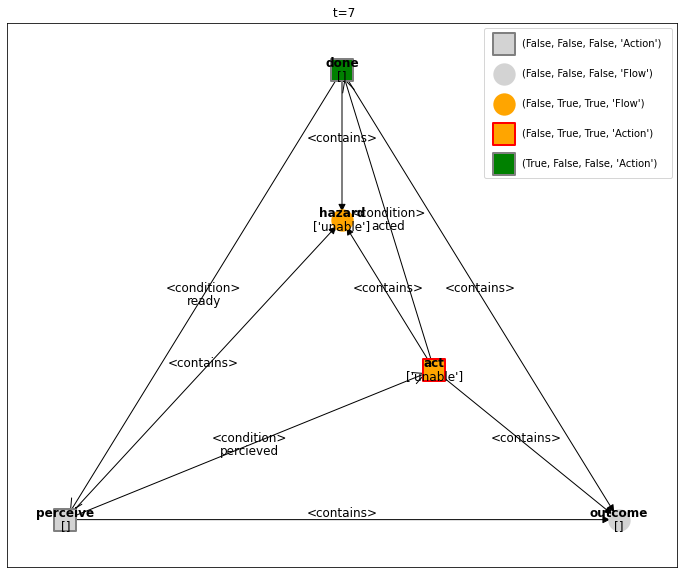 t=7
(False, False, False, 'Action')
(False, False, False, 'Flow')
(False, True, True, 'Flow')
(False, True, True, 'Action')
(True, False, False, 'Action')
done
[]
<contains>
hazard
['unable']
<condition>
acted
<condition>
ready
<contains>
<contains>
<contains>
act
['unable']
<condition>
percieved
<contains>
perceive
[]
<contains>
outcome
[]